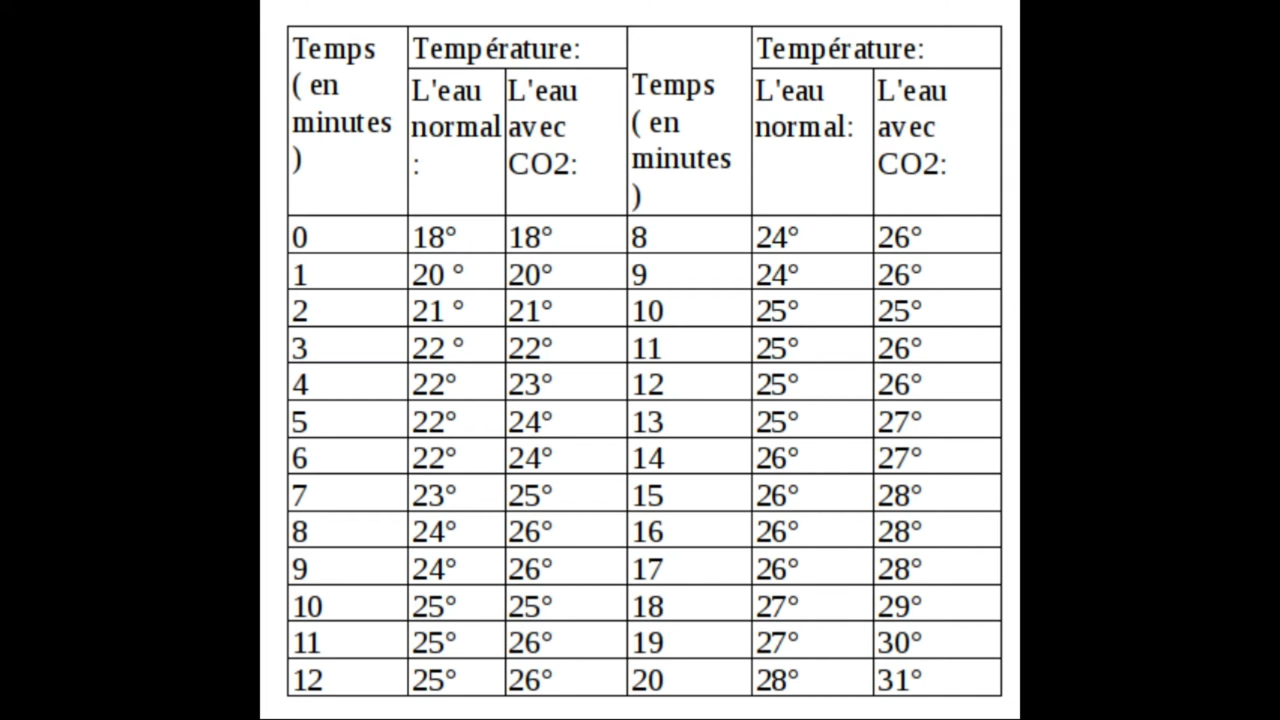 Temps ( en minutes ) Température: Temps ( en minutes ) Température:
L'eau normal : L'eau avec CO2: L'eau normal: L'eau avec CO2:
0 18° 18° 8 24° 26°
1 20 ° 20° 9 24° 26°
2 21 ° 21° 10 25° 25°
3 22 ° 22° 11 25° 26°
4 22° 23° 12 25° 26°
5 22° 24° 13 25° 27°
6 22° 24° 14 26° 27°
7 23° 25° 15 26° 28°
8 24° 26° 16 26° 28°
9 24° 26° 17 26° 28°
10 25° 25° 18 27° 29°
11 25° 26° 19 27° 30°
12 25° 26° 20 28° 31°